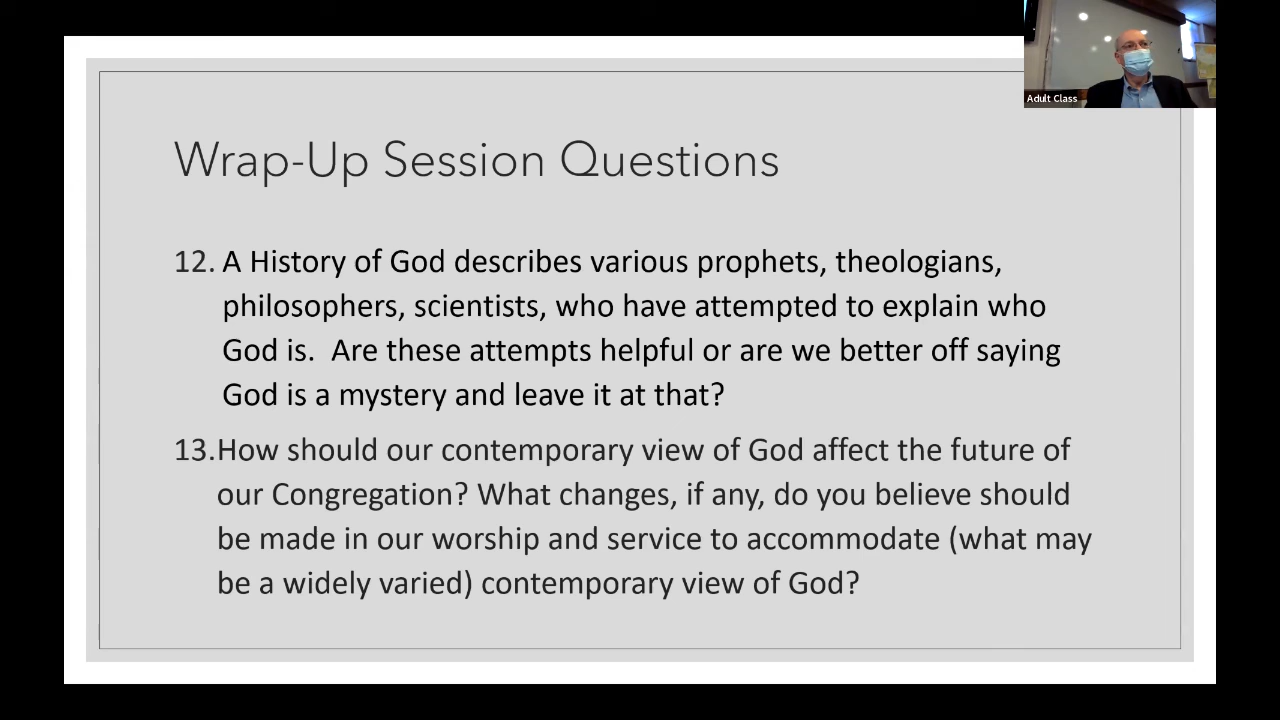 Adult Class
Wrap-Up Session Questions
12. A History of God describes various prophets, theologians,
philosophers, scientists, who have attempted to explain who
God is.  Are these attempts helpful or are we better off saying
God is a mystery and leave it at that?
13.How should our contemporary view of God affect the future of
our Congregation? What changes, if any, do you believe should
be made in our worship and service to accommodate (what may
be a widely varied) contemporary view of God?